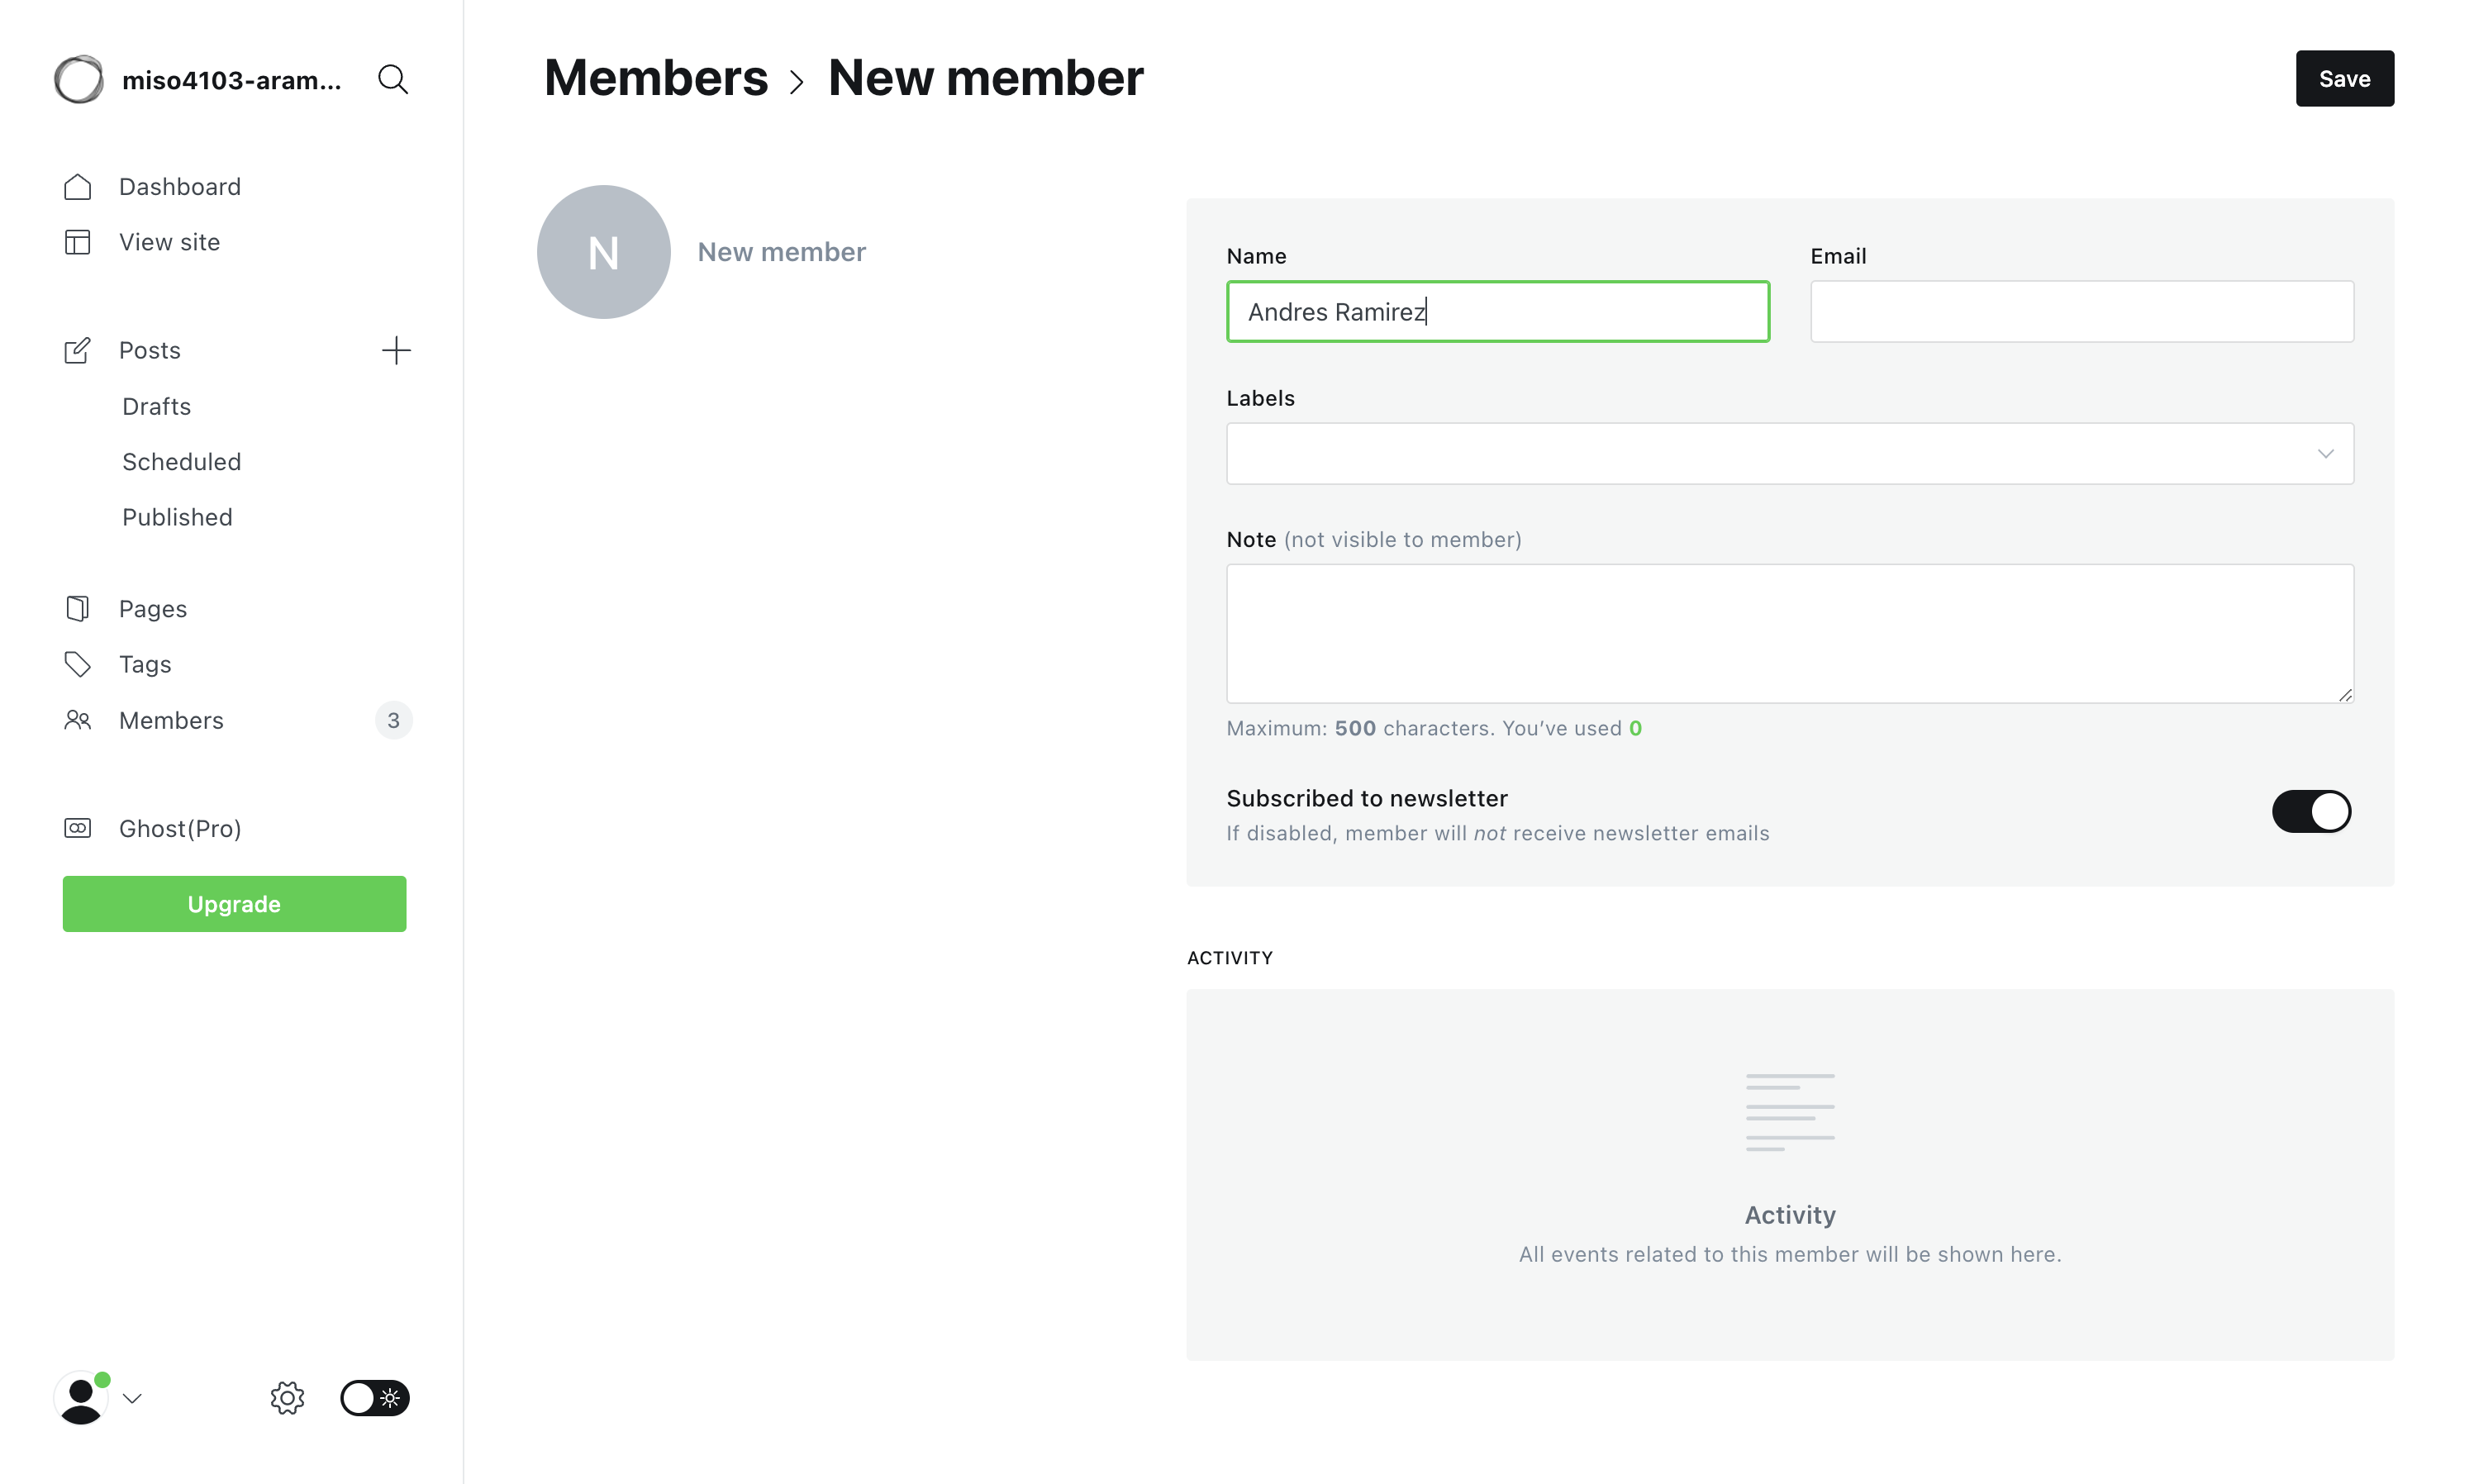 miso4103-aram...
Dashboard
View site
Posts
Drafts
Scheduled
Published
Pages
Tags
Members 3
Ghost(Pro)
Upgrade
Members > New member
Save
N
New member
Name
Andres Ramirez
Email
Labels
Note (not visible to member)
Maximum: 500 characters. You’ve used 0
Subscribed to newsletter
If disabled, member will not receive newsletter emails
ACTIVITY
Activity
All events related to this member will be shown here.